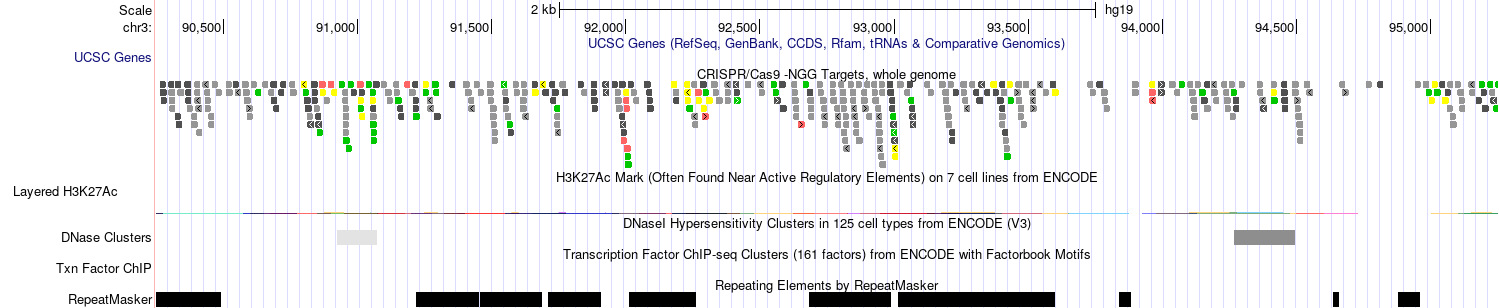 Scale 2 kb hg19
chr3: 90,500 91,000 91,500 92,000 92,500 93,000 93,500 94,000 94,500 95,000
UCSC Genes (RefSeq, GenBank, CCDS, Rfam, tRNAs & Comparative Genomics)
UCSC Genes
CRISPR/Cas9 -NGG Targets, whole genome
H3K27Ac Mark (Often Found Near Active Regulatory Elements) on 7 cell lines from ENCODE
Layered H3K27Ac
DNaseI Hypersensitivity Clusters in 125 cell types from ENCODE (V3)
DNase Clusters
Transcription Factor ChIP-seq Clusters (161 factors) from ENCODE with Factorbook Motifs
Txn Factor ChIP
Repeating Elements by RepeatMasker
RepeatMasker